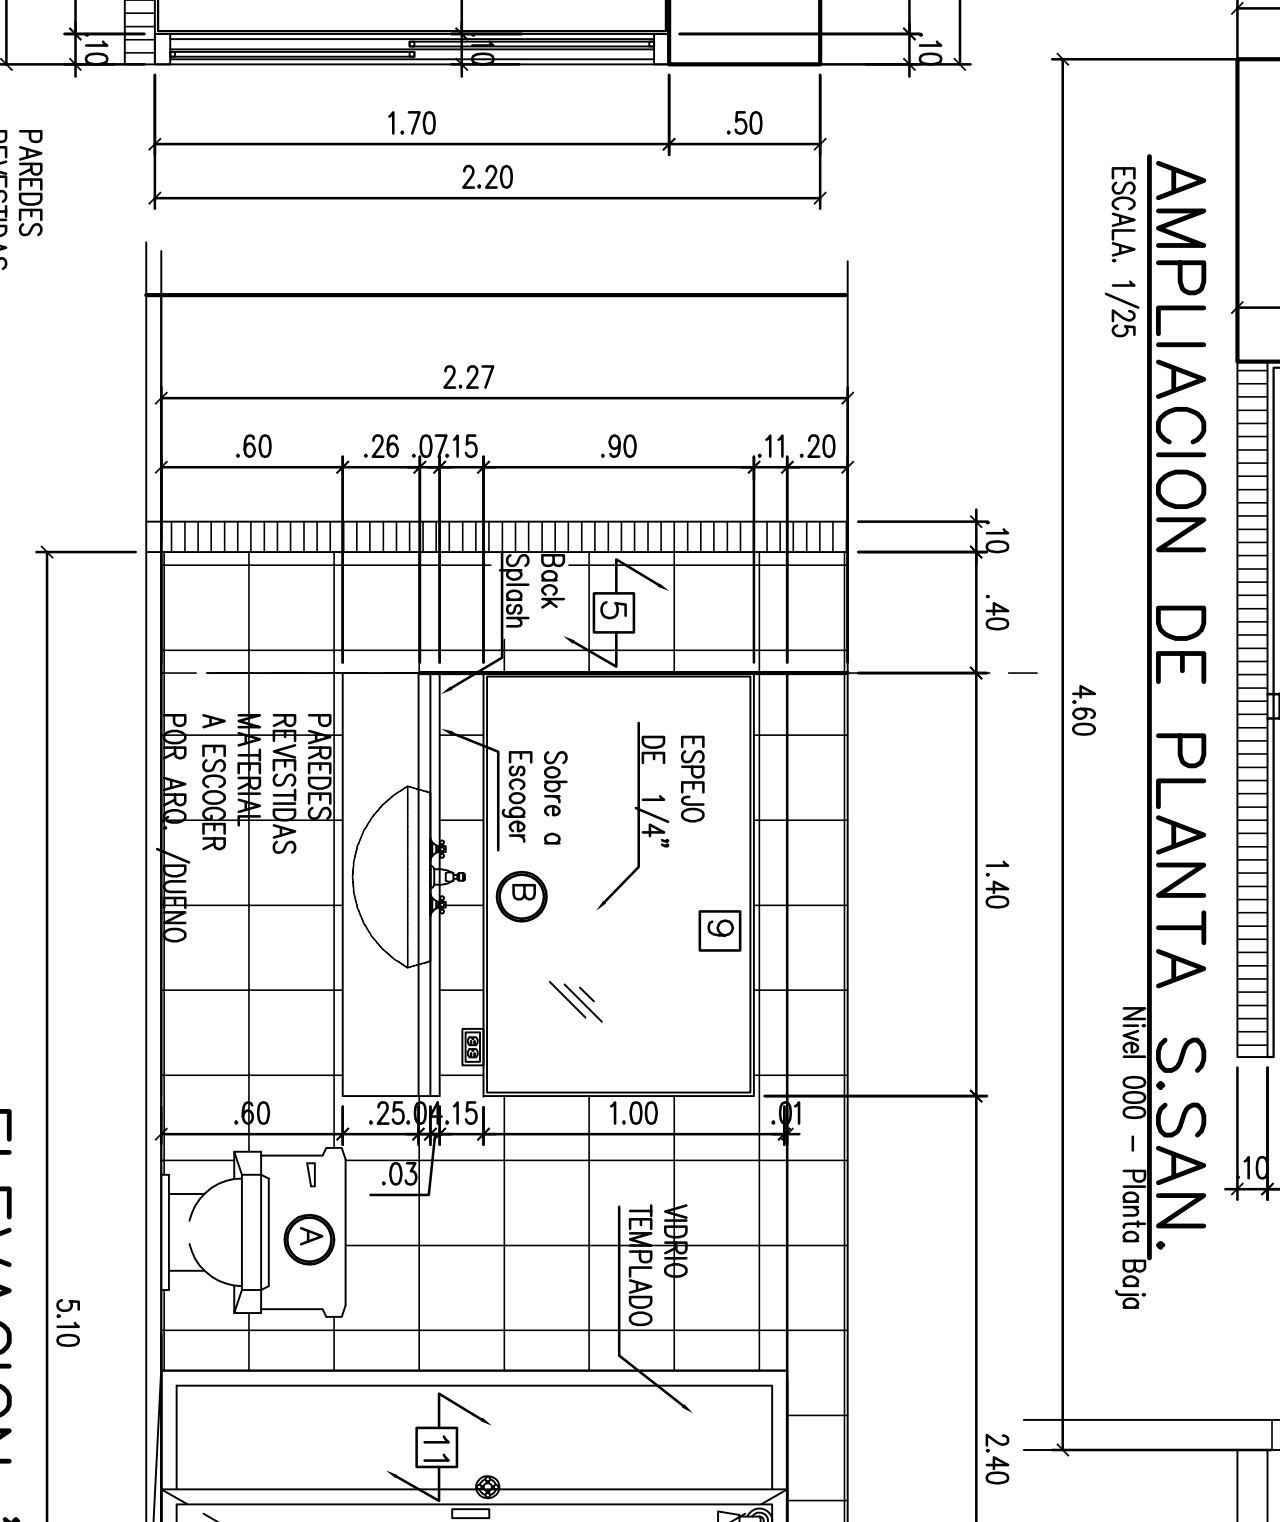 AMPLIACION DE PLANTA S.SAN.
ESCALA. 1/25
Nivel 000 - Planta Baja
4.60
.10
.10
.10
.10
1.70
.50
2.20
PAREDES
REVESTIDAS
2.27
.60
.26
.07
.15
.90
.11
.20
.10
.40
1.40
2.40
Back
Splash
5
ESPEJO
DE 1/4"
9
Sobre a
Escoger
B
PAREDES
REVESTIDAS
MATERIAL
A ESCOGER
POR ARQ. /DUENO
.60
.25
.04
.15
1.00
.01
.03
A
VIDRIO
TEMPLADO
11
5.10